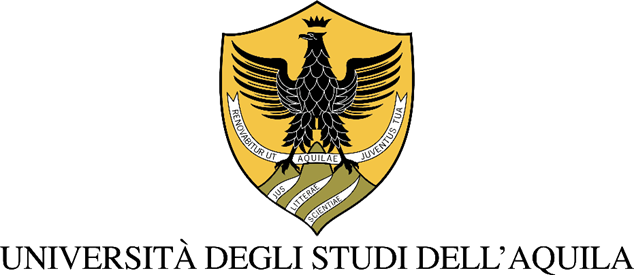 RENOVABITUR UT AQUILAE JUVENTUS TUA
JUS
LITTERAE
SCIENTIAE
UNIVERSITÀ DEGLI STUDI DELL'AQUILA